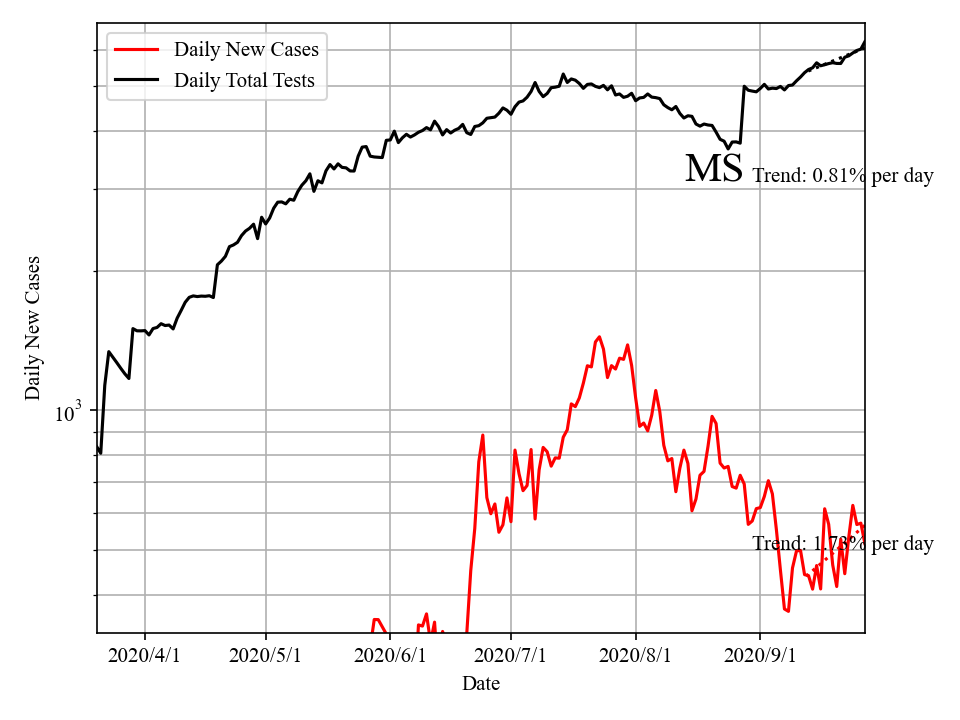 Daily New Cases
Daily Total Tests
MS
Trend: 0.81% per day
Daily New Cases
10³
Trend: 1.73% per day
2020/4/1 2020/5/1 2020/6/1 2020/7/1 2020/8/1 2020/9/1
Date